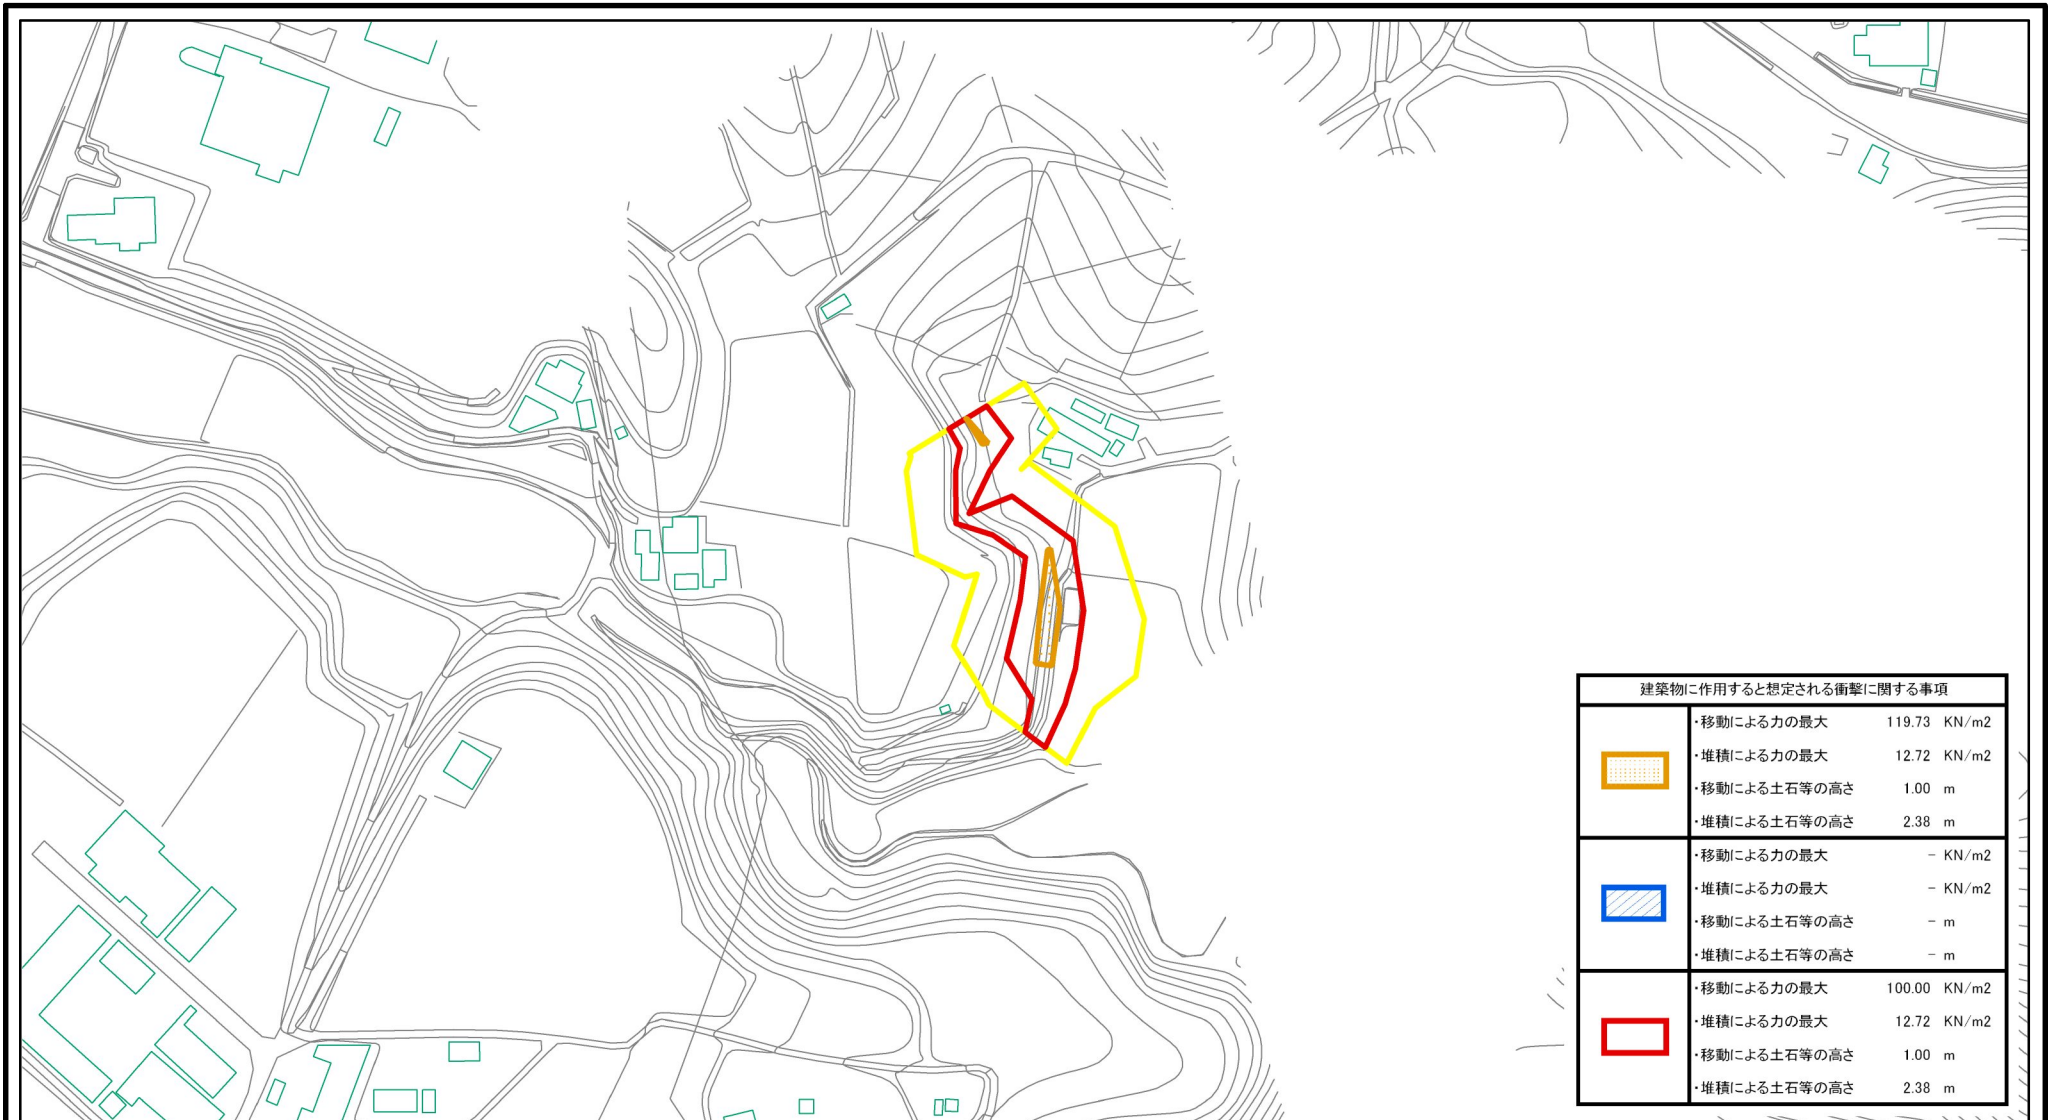 建築物に作用すると想定される衝撃に関する事項
・移動による力の最大 119.73 KN/m2
・堆積による力の最大 12.72 KN/m2
・移動による土石等の高さ 1.00 m
・堆積による土石等の高さ 2.38 m
・移動による力の最大 - KN/m2
・堆積による力の最大 - KN/m2
・移動による土石等の高さ - m
・堆積による土石等の高さ - m
・移動による力の最大 100.00 KN/m2
・堆積による力の最大 12.72 KN/m2
・移動による土石等の高さ 1.00 m
・堆積による土石等の高さ 2.38 m